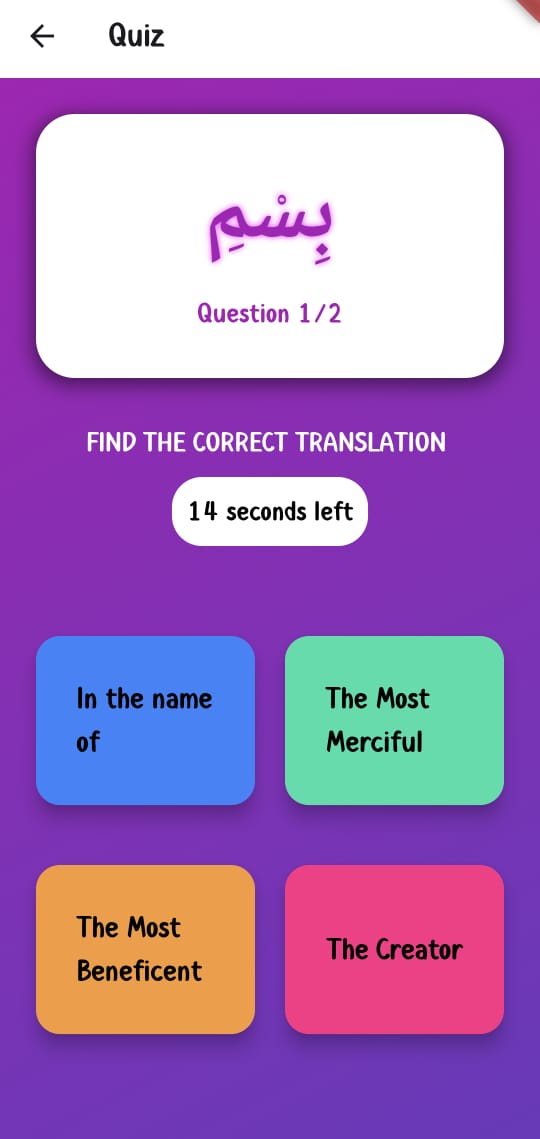 Quiz
بِسْمِ
Question 1/2
FIND THE CORRECT TRANSLATION
14 seconds left
In the name
of
The Most
Merciful
The Most
Beneficent
The Creator